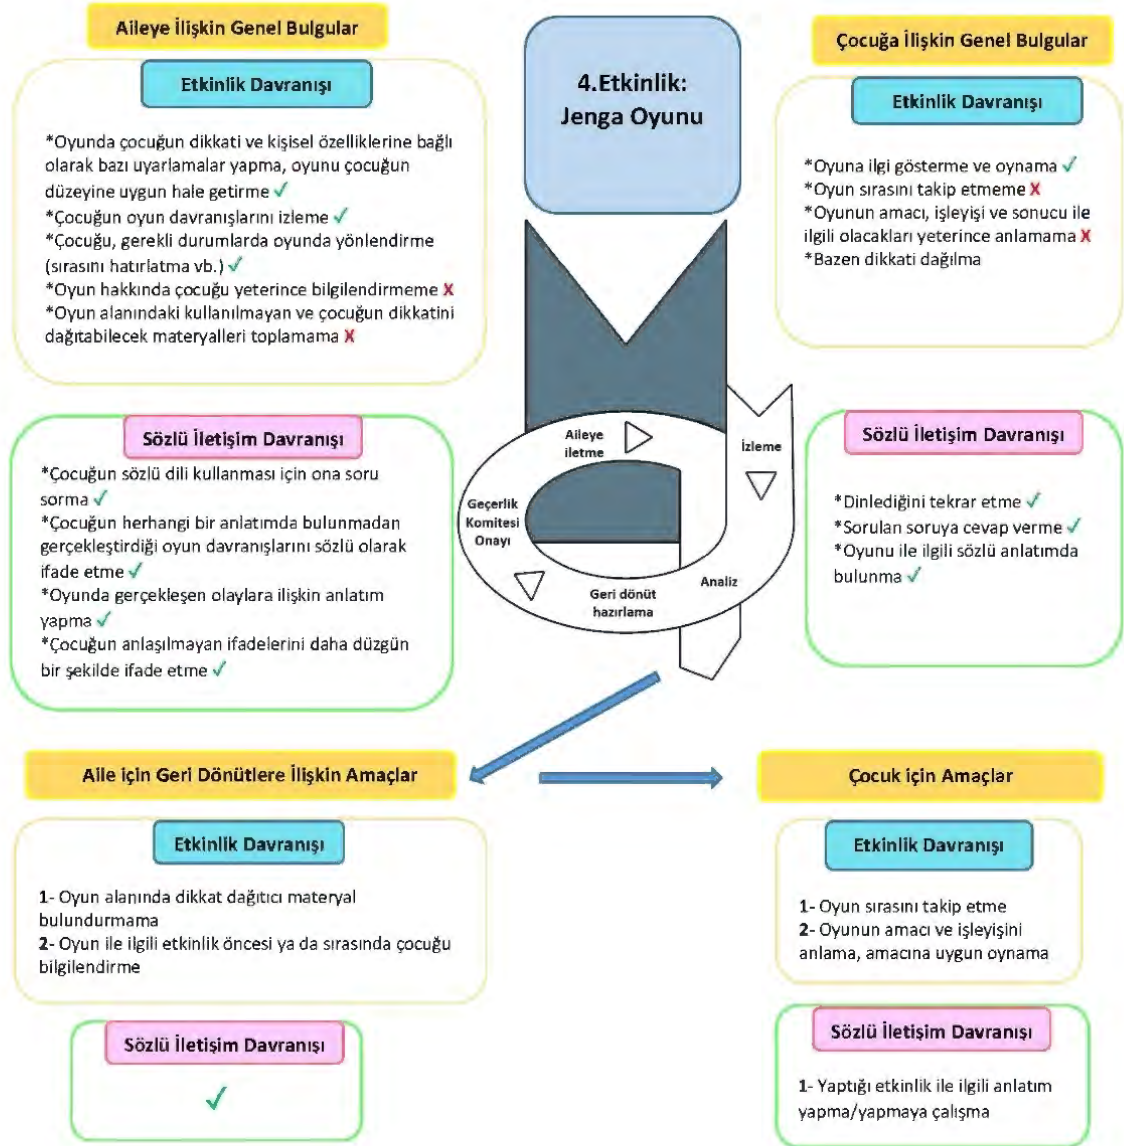 Aileye İlişkin Genel Bulgular
Etkinlik Davranışı
*Oyunda çocuğun dikkati ve kişisel özelliklerine bağlı
olarak bazı uyarlamalar yapma, oyunu çocuğun
düzeyine uygun hale getirme ✓
*Çocuğun oyun davranışlarını izleme ✓
*Çocuğu, gerekli durumlarda oyunda yönlendirme
(sırasını hatırlatma vb.) ✓
*Oyun hakkında çocuğu yeterince bilgilendirmeme X
*Oyun alanındaki kullanılmayan ve çocuğun dikkatini
dağıtabilecek materyalleri toplamama X
Sözlü İletişim Davranışı
*Çocuğun sözlü dili kullanması için ona soru
sorma ✓
*Çocuğun herhangi bir anlatımda bulunmadan
gerçekleştirdiği oyun davranışlarını sözlü olarak
ifade etme ✓
*Oyunda gerçekleşen olaylara ilişkin anlatım
yapma ✓
*Çocuğun anlaşılmayan ifadelerini daha düzgün
bir şekilde ifade etme ✓
4.Etkinlik:
Jenga Oyunu
Aileye
iletme
İzleme
Geçerlik
Komitesi
Onayı
Analiz
Geri dönüt
hazırlama
Çocuğa İlişkin Genel Bulgular
Etkinlik Davranışı
*Oyuna ilgi gösterme ve oynama ✓
*Oyun sırasını takip etmeme X
*Oyunun amacı, işleyişi ve sonucu ile
ilgili olacakları yeterince anlamama X
*Bazen dikkati dağılma
Sözlü İletişim Davranışı
*Dinlediğini tekrar etme ✓
*Sorulan soruya cevap verme ✓
*Oyunu ile ilgili sözlü anlatımda
bulunma ✓
Aile için Geri Dönütlere İlişkin Amaçlar
Etkinlik Davranışı
1- Oyun alanında dikkat dağıtıcı materyal
bulundurmama
2- Oyun ile ilgili etkinlik öncesi ya da sırasında çocuğu
bilgilendirme
Sözlü İletişim Davranışı
✓
Çocuk için Amaçlar
Etkinlik Davranışı
1- Oyun sırasını takip etme
2- Oyunun amacı ve işleyişini
anlama, amacına uygun oynama
Sözlü İletişim Davranışı
1- Yaptığı etkinlik ile ilgili anlatım
yapma/yapmaya çalışma